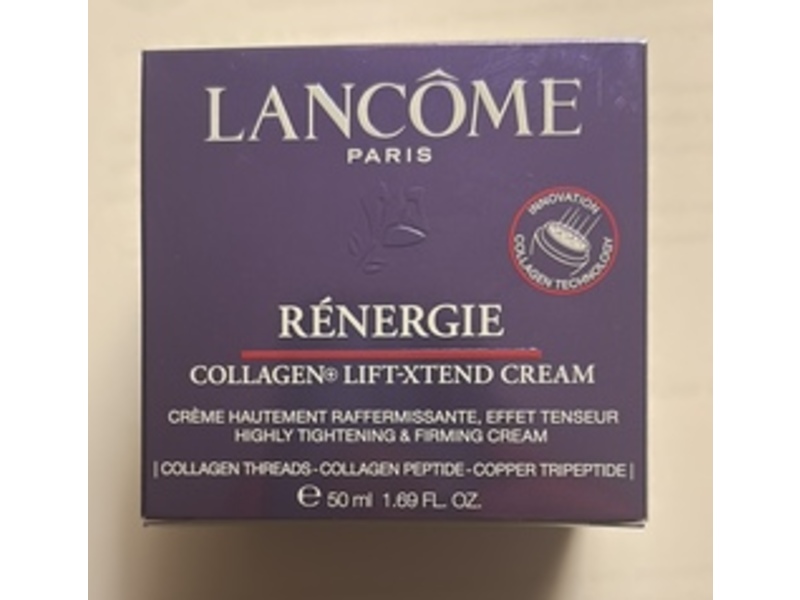 LANCÔME
PARIS
INNOVATION
COLLAGEN TECHNOLOGY
RÉNERGIE
COLLAGEN⊕ LIFT-XTEND CREAM
CRÈME HAUTEMENT RAFFERMISSANTE, EFFET TENSEUR
HIGHLY TIGHTENING & FIRMING CREAM
| COLLAGEN THREADS - COLLAGEN PEPTIDE - COPPER TRIPEPTIDE |
℮ 50 ml 1.69 FL. OZ.